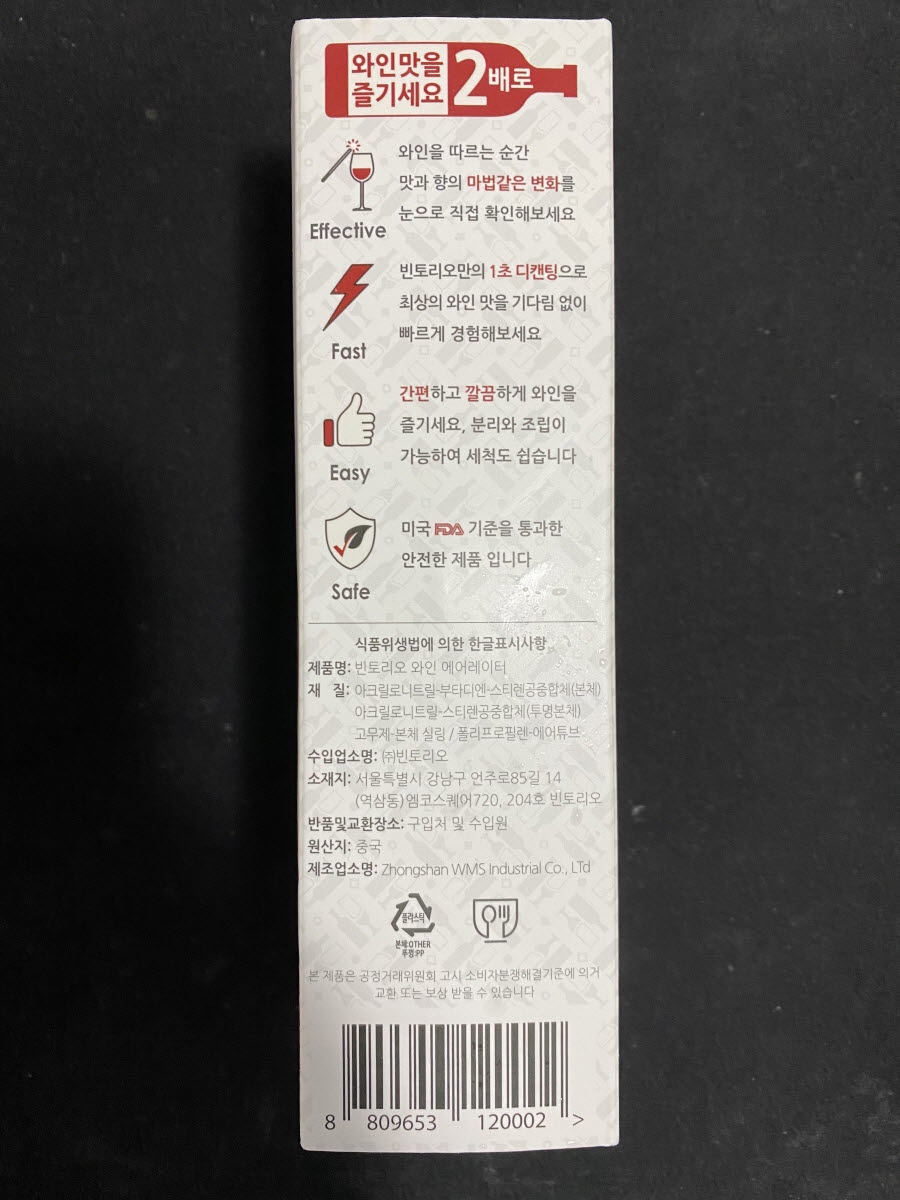 와인맛을
즐기세요 2배로
와인을 따르는 순간
맛과 향의 마법같은 변화를
눈으로 직접 확인해보세요
Effective
빈토리오만의 1초 디캔팅으로
최상의 와인 맛을 기다림 없이
빠르게 경험해보세요
Fast
간편하고 깔끔하게 와인을
즐기세요, 분리와 조립이
가능하여 세척도 쉽습니다
Easy
미국 FDA 기준을 통과한
안전한 제품 입니다
Safe
식품위생법에 의한 한글표시사항
제품명: 빈토리오 와인 에어레이터
재 질: 아크릴로니트릴-부타디엔-스티렌공중합체(본체)
아크릴로니트릴-스티렌공중합체(투명본체)
고무제-본체 실링 / 폴리프로필렌-에어튜브
수입업소명: ㈜빈토리오
소재지: 서울특별시 강남구 언주로85길 14
(역삼동)엠코스퀘어720, 204호 빈토리오
반품및교환장소: 구입처 및 수입원
원산지: 중국
제조업소명: Zhongshan WMS Industrial Co., LTd
플라스틱
본체:OTHER
뚜껑:PP
본 제품은 공정거래위원회 고시 소비자분쟁해결기준에 의거
교환 또는 보상 받을 수 있습니다
8 809653 120002 >